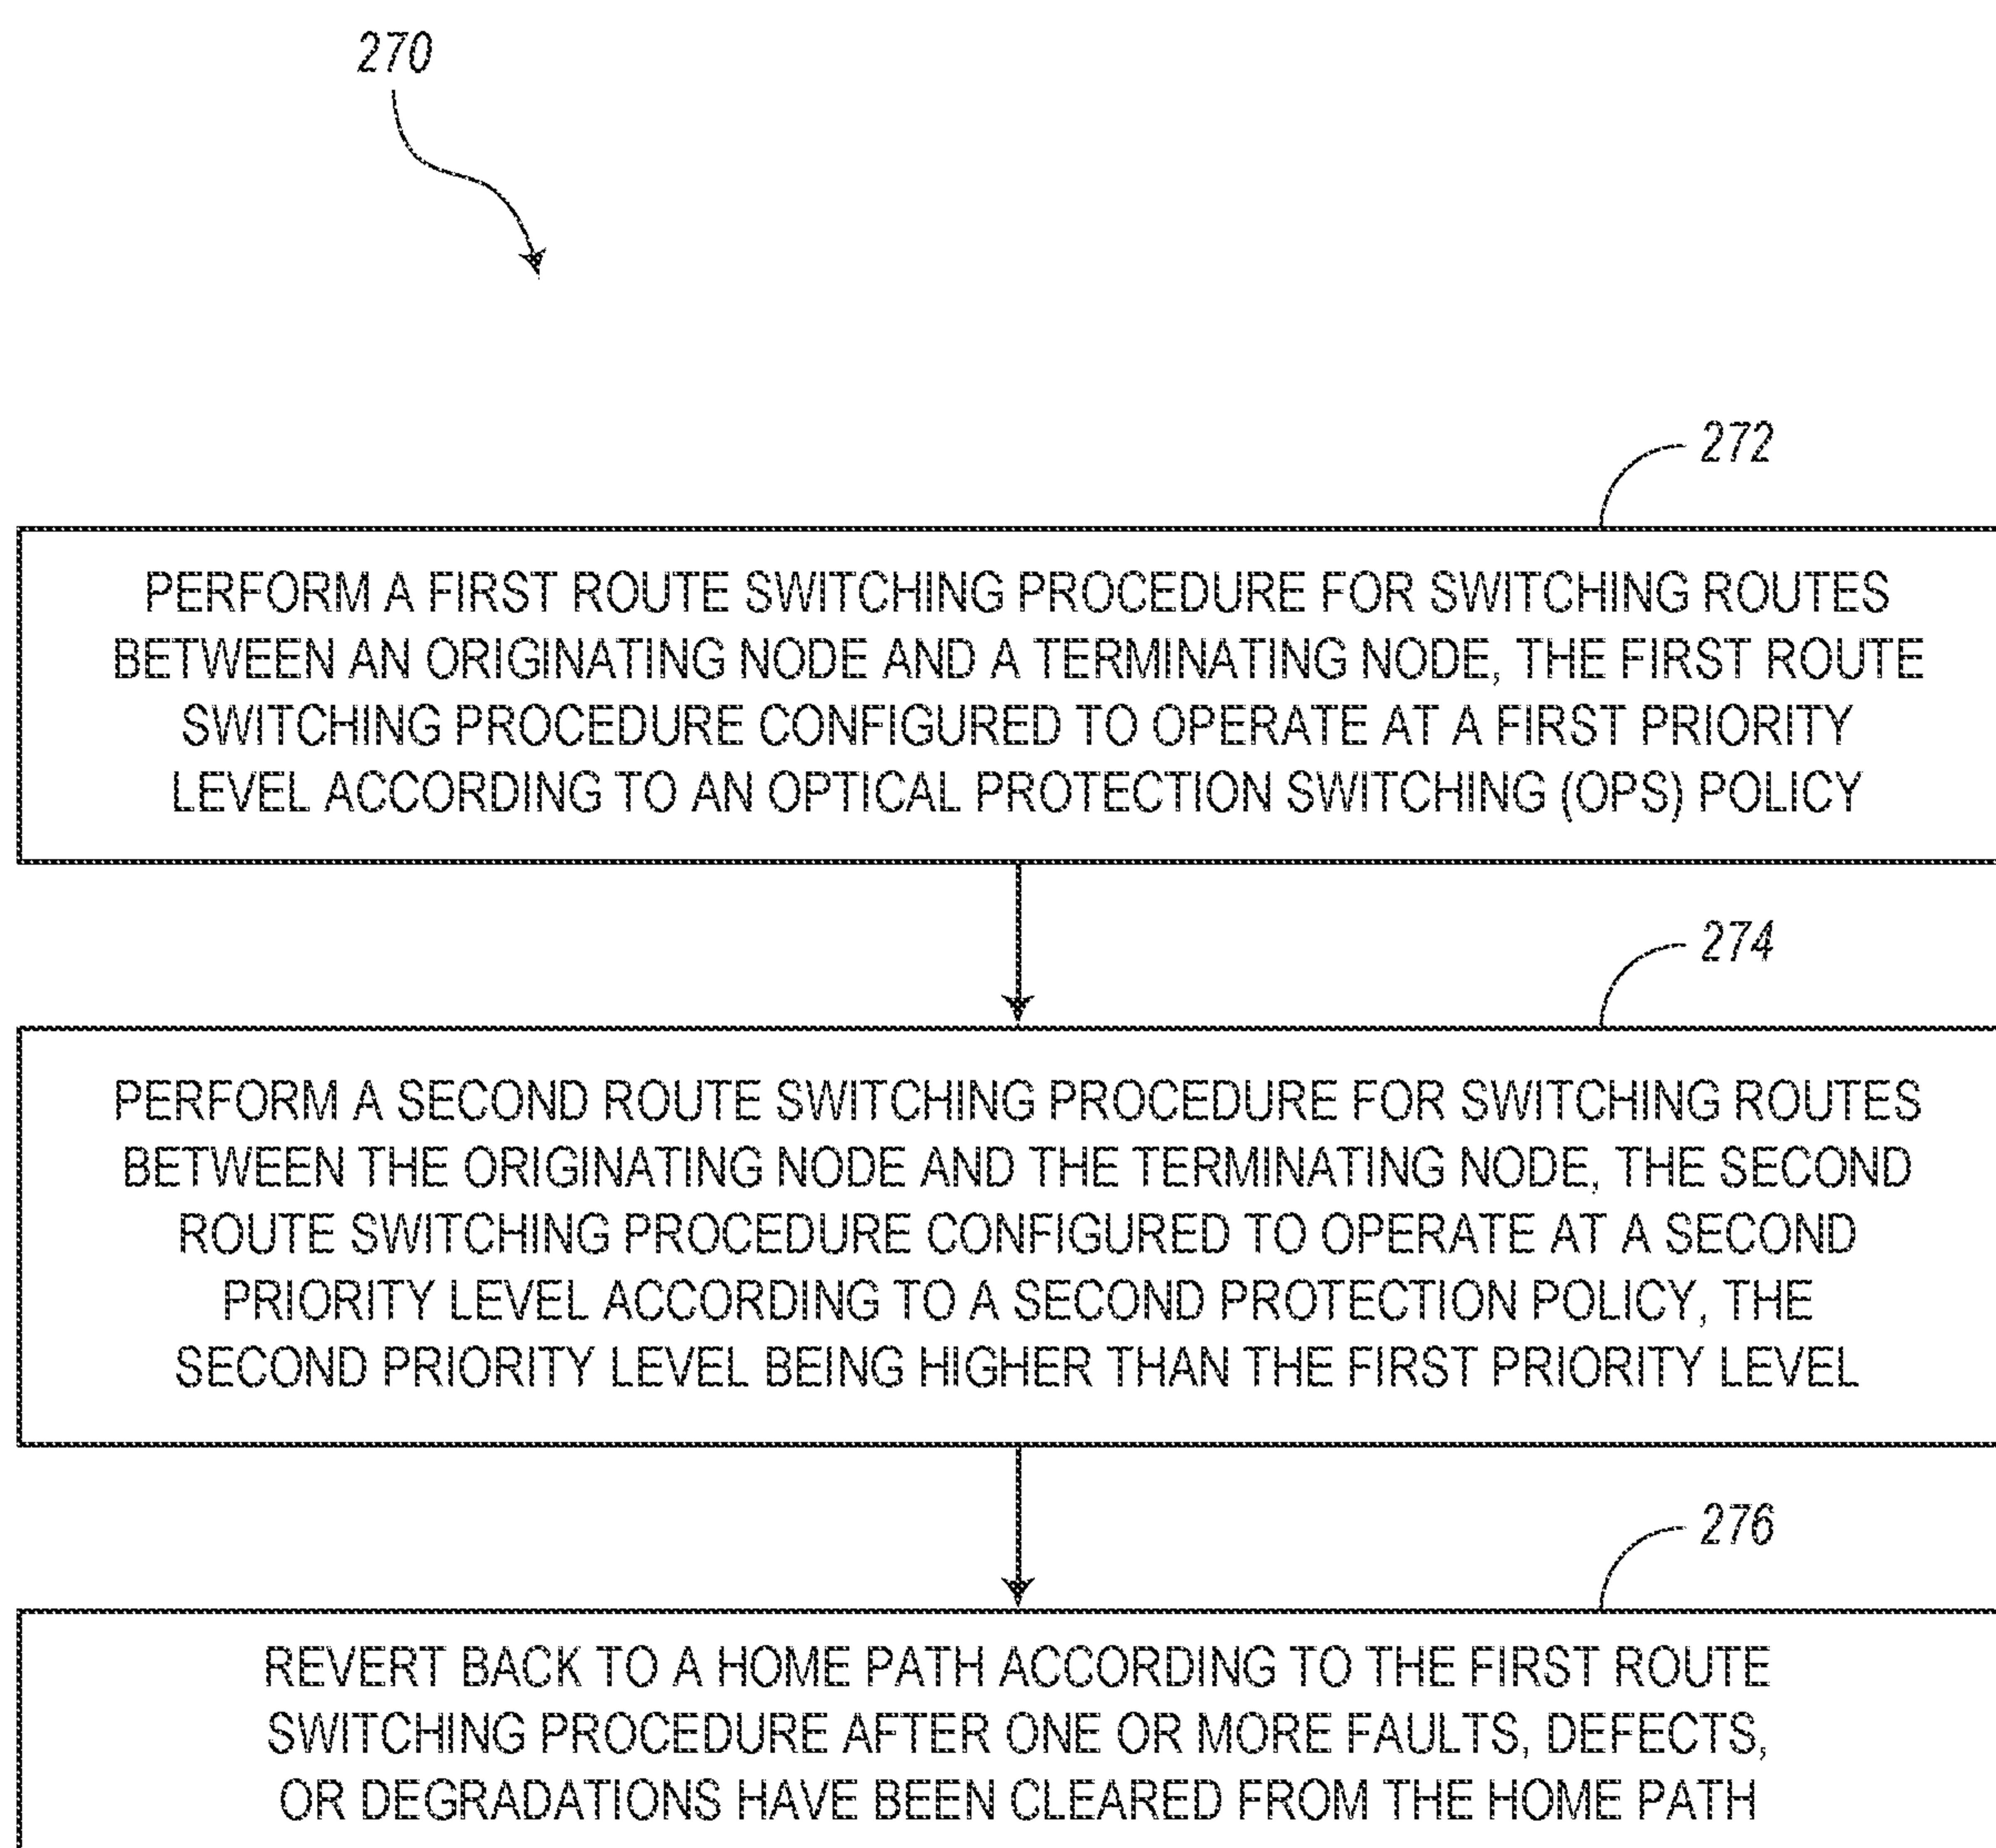 270
272
PERFORM A FIRST ROUTE SWITCHING PROCEDURE FOR SWITCHING ROUTES
BETWEEN AN ORIGINATING NODE AND A TERMINATING NODE, THE FIRST ROUTE
SWITCHING PROCEDURE CONFIGURED TO OPERATE AT A FIRST PRIORITY
LEVEL ACCORDING TO AN OPTICAL PROTECTION SWITCHING (OPS) POLICY
274
PERFORM A SECOND ROUTE SWITCHING PROCEDURE FOR SWITCHING ROUTES
BETWEEN THE ORIGINATING NODE AND THE TERMINATING NODE, THE SECOND
ROUTE SWITCHING PROCEDURE CONFIGURED TO OPERATE AT A SECOND
PRIORITY LEVEL ACCORDING TO A SECOND PROTECTION POLICY, THE
SECOND PRIORITY LEVEL BEING HIGHER THAN THE FIRST PRIORITY LEVEL
276
REVERT BACK TO A HOME PATH ACCORDING TO THE FIRST ROUTE
SWITCHING PROCEDURE AFTER ONE OR MORE FAULTS, DEFECTS,
OR DEGRADATIONS HAVE BEEN CLEARED FROM THE HOME PATH